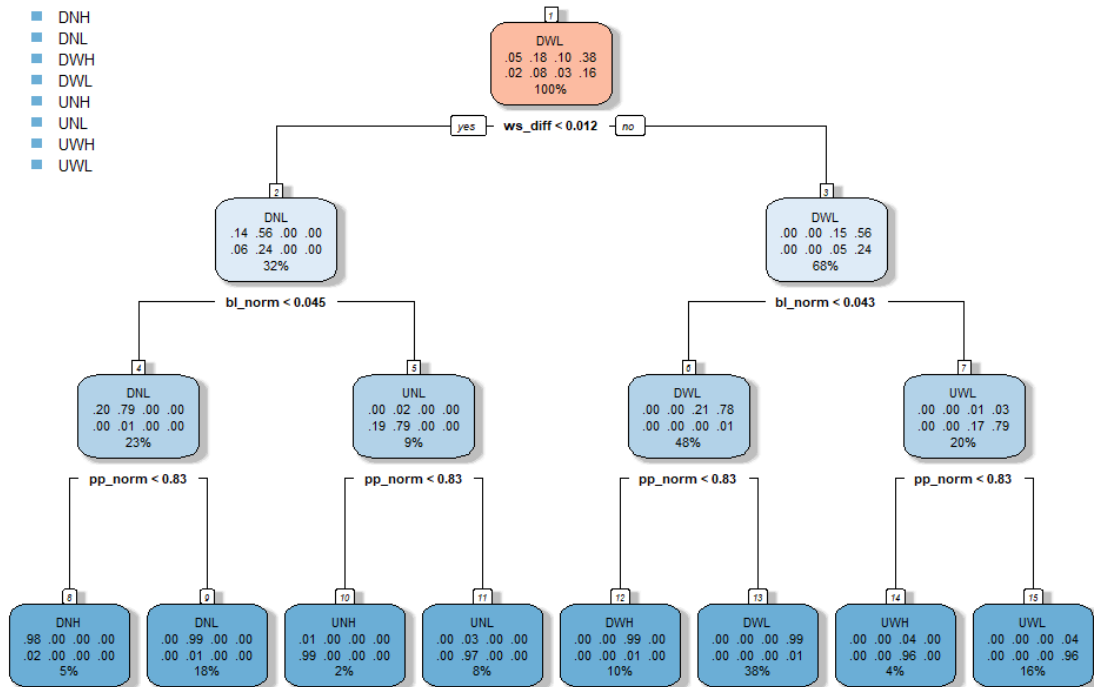 DNH
DNL
DWH
DWL
UNH
UNL
UWH
UWL
1
DWL
.05 .18 .10 .38
.02 .08 .03 .16
100%
yes ws_diff < 0.012 no
2
DNL
.14 .56 .00 .00
.06 .24 .00 .00
32%
3
DWL
.00 .00 .15 .56
.00 .00 .05 .24
68%
bl_norm < 0.045
bl_norm < 0.043
4
DNL
.20 .79 .00 .00
.00 .01 .00 .00
23%
5
UNL
.00 .02 .00 .00
.19 .79 .00 .00
9%
6
DWL
.00 .00 .21 .78
.00 .00 .00 .01
48%
7
UWL
.00 .00 .01 .03
.00 .00 .17 .79
20%
pp_norm < 0.83
pp_norm < 0.83
pp_norm < 0.83
pp_norm < 0.83
8
DNH
.98 .00 .00 .00
.02 .00 .00 .00
5%
9
DNL
.00 .99 .00 .00
.00 .01 .00 .00
18%
10
UNH
.01 .00 .00 .00
.99 .00 .00 .00
2%
11
UNL
.00 .03 .00 .00
.00 .97 .00 .00
8%
12
DWH
.00 .00 .99 .00
.00 .00 .01 .00
10%
13
DWL
.00 .00 .00 .99
.00 .00 .00 .01
38%
14
UWH
.00 .00 .04 .00
.00 .00 .96 .00
4%
15
UWL
.00 .00 .00 .04
.00 .00 .00 .96
16%